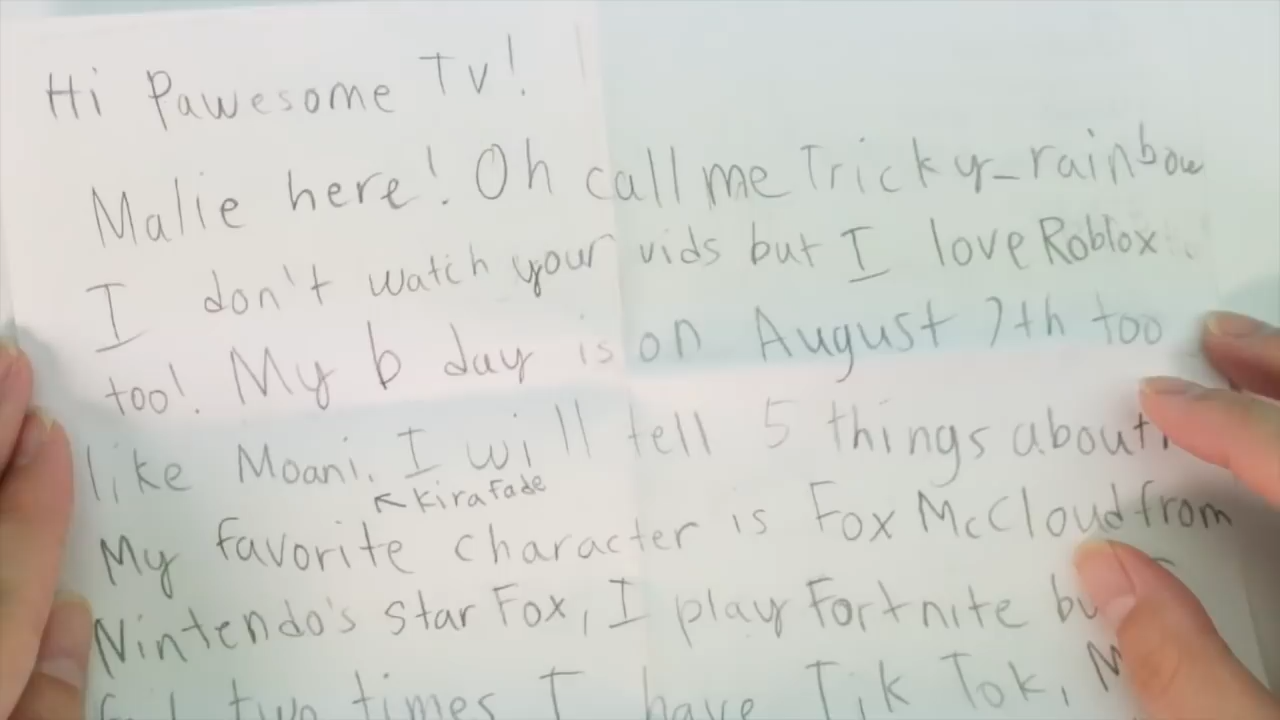 Hi Pawesome Tv!
Malie here! Oh call me Tricky_rainbow
I don't watch your vids but I love Roblox
too! My b day is on August 7th too
like Moani. I will tell 5 things about
↖ Kirafade
My favorite character is Fox McCloud from
Nintendo's Star Fox, I play Fortnite
two times I have Tik Tok,